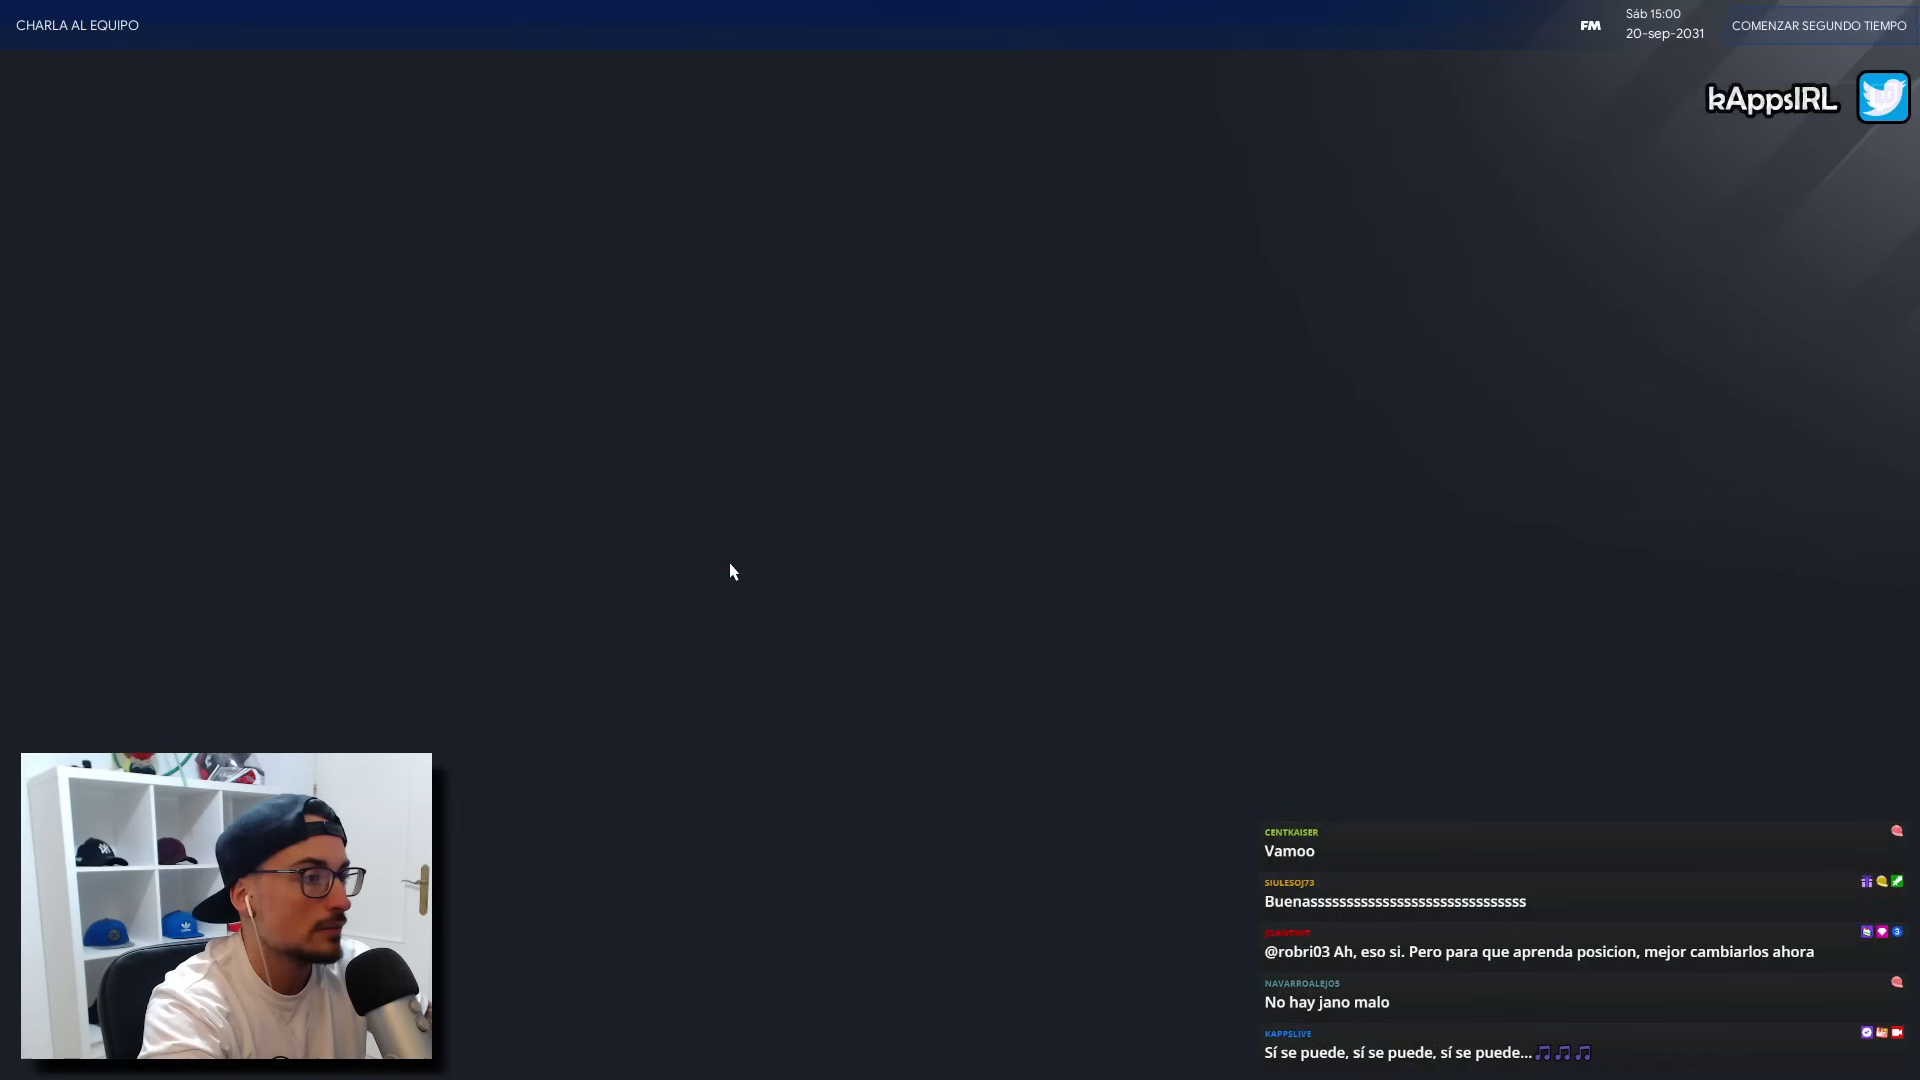 CHARLA AL EQUIPO
FM
Sáb 15:00
20-sep-2031
COMENZAR SEGUNDO TIEMPO
kAppsIRL
CENTKAISER
Vamoo
SIULESOJ73
Buenassssssssssssssssssssssssssssss
@robri03 Ah, eso si. Pero para que aprenda posicion, mejor cambiarlos ahora
3
NAVARROALEJO5
No hay jano malo
KAPPSLIVE
Sí se puede, sí se puede, sí se puede...🎵🎵🎵